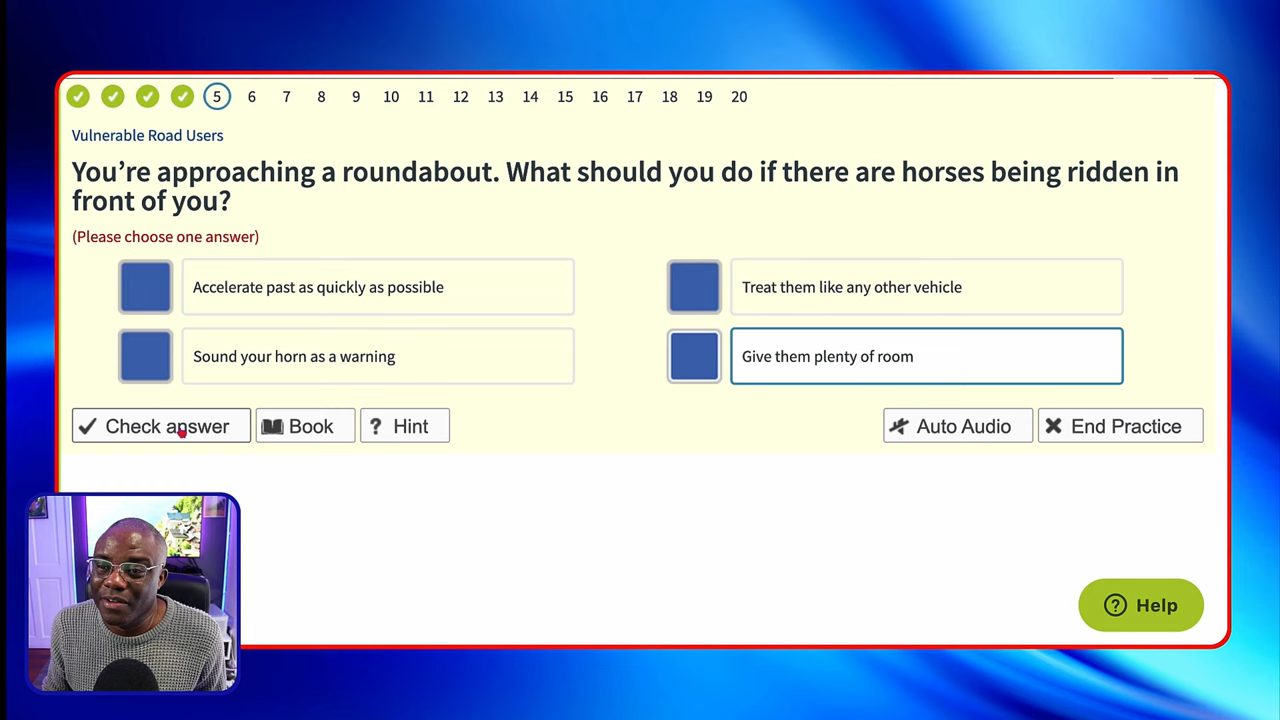 5 6 7 8 9 10 11 12 13 14 15 16 17 18 19 20
Vulnerable Road Users
You’re approaching a roundabout. What should you do if there are horses being ridden in
front of you?
(Please choose one answer)
Accelerate past as quickly as possible
Treat them like any other vehicle
Sound your horn as a warning
Give them plenty of room
Check answer
Book
? Hint
Auto Audio
End Practice
? Help